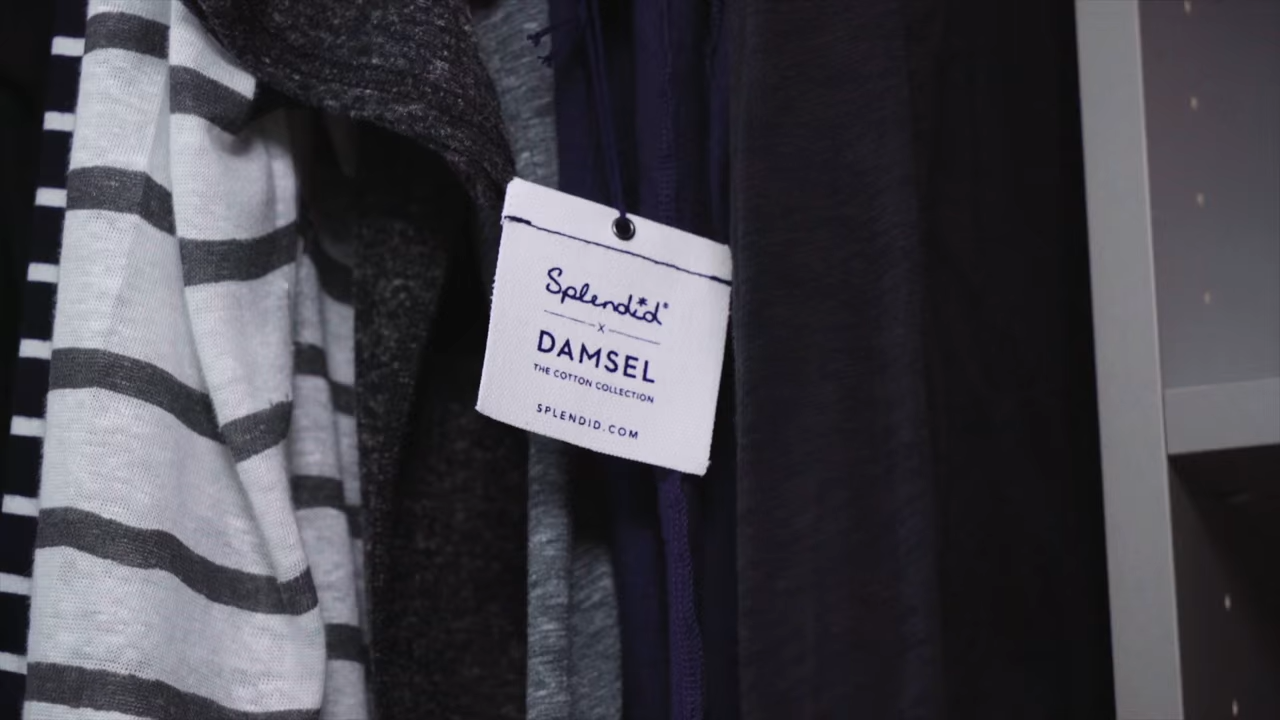 Splendid®
x
DAMSEL
THE COTTON COLLECTION
SPLENDID.COM